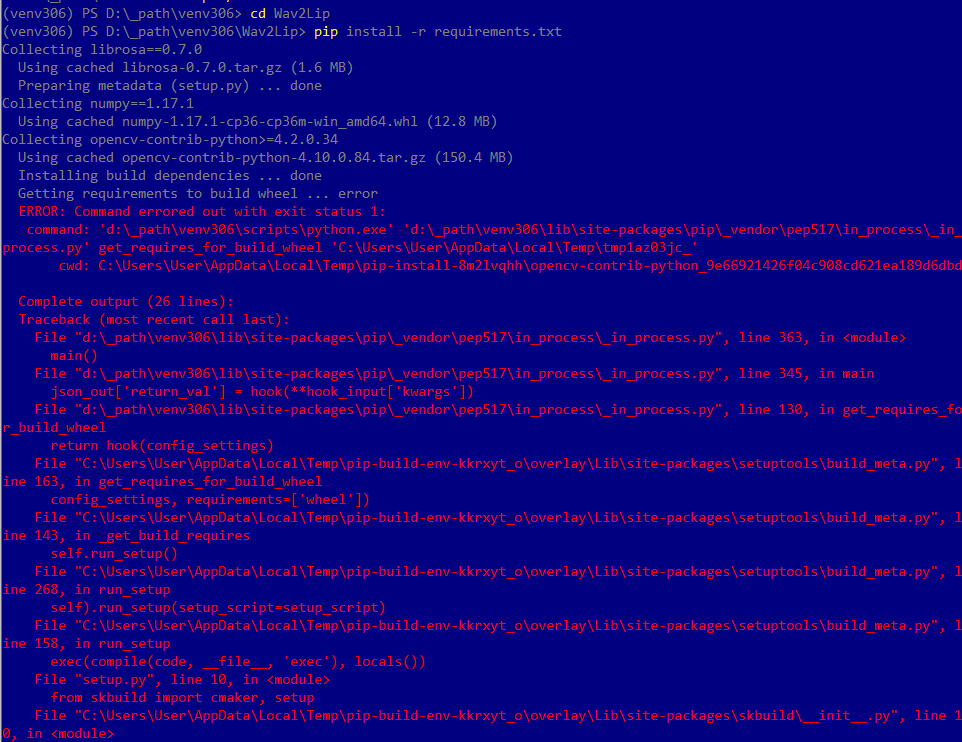 (venv306) PS D:\_path\venv306> cd Wav2Lip
(venv306) PS D:\_path\venv306\Wav2Lip> pip install -r requirements.txt
Collecting librosa==0.7.0
  Using cached librosa-0.7.0.tar.gz (1.6 MB)
  Preparing metadata (setup.py) ... done
Collecting numpy==1.17.1
  Using cached numpy-1.17.1-cp36-cp36m-win_amd64.whl (12.8 MB)
Collecting opencv-contrib-python>=4.2.0.34
  Using cached opencv-contrib-python-4.10.0.84.tar.gz (150.4 MB)
  Installing build dependencies ... done
  Getting requirements to build wheel ... error
  ERROR: Command errored out with exit status 1:
   command: 'd:\_path\venv306\scripts\python.exe' 'd:\_path\venv306\lib\site-packages\pip\_vendor\pep517\in_process\_in_
process.py' get_requires_for_build_wheel 'C:\Users\User\AppData\Local\Temp\tmp1az03jc_'
       cwd: C:\Users\User\AppData\Local\Temp\pip-install-8m2lvqhh\opencv-contrib-python_9e66921426f04c908cd621ea189d6dbd
  Complete output (26 lines):
  Traceback (most recent call last):
    File "d:\_path\venv306\lib\site-packages\pip\_vendor\pep517\in_process\_in_process.py", line 363, in <module>
      main()
    File "d:\_path\venv306\lib\site-packages\pip\_vendor\pep517\in_process\_in_process.py", line 345, in main
      json_out['return_val'] = hook(**hook_input['kwargs'])
    File "d:\_path\venv306\lib\site-packages\pip\_vendor\pep517\in_process\_in_process.py", line 130, in get_requires_fo
r_build_wheel
      return hook(config_settings)
    File "C:\Users\User\AppData\Local\Temp\pip-build-env-kkrxyt_o\overlay\Lib\site-packages\setuptools\build_meta.py", l
ine 163, in get_requires_for_build_wheel
      config_settings, requirements=['wheel'])
    File "C:\Users\User\AppData\Local\Temp\pip-build-env-kkrxyt_o\overlay\Lib\site-packages\setuptools\build_meta.py", l
ine 143, in _get_build_requires
      self.run_setup()
    File "C:\Users\User\AppData\Local\Temp\pip-build-env-kkrxyt_o\overlay\Lib\site-packages\setuptools\build_meta.py", l
ine 268, in run_setup
      self).run_setup(setup_script=setup_script)
    File "C:\Users\User\AppData\Local\Temp\pip-build-env-kkrxyt_o\overlay\Lib\site-packages\setuptools\build_meta.py", l
ine 158, in run_setup
      exec(compile(code, __file__, 'exec'), locals())
    File "setup.py", line 10, in <module>
      from skbuild import cmaker, setup
    File "C:\Users\User\AppData\Local\Temp\pip-build-env-kkrxyt_o\overlay\Lib\site-packages\skbuild\__init__.py", line 1
0, in <module>